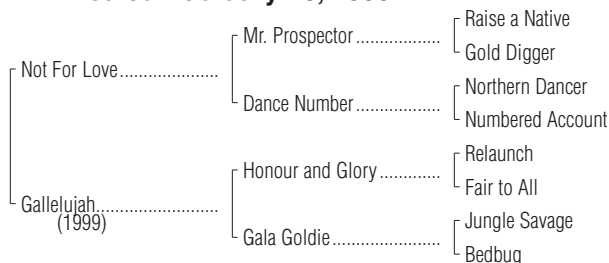 Raise a Native
Mr. Prospector
Gold Digger
Not For Love
Northern Dancer
Dance Number
Numbered Account
Relaunch
Honour and Glory
Fair to All
Gallelujah
(1999)
Jungle Savage
Gala Goldie
Bedbug